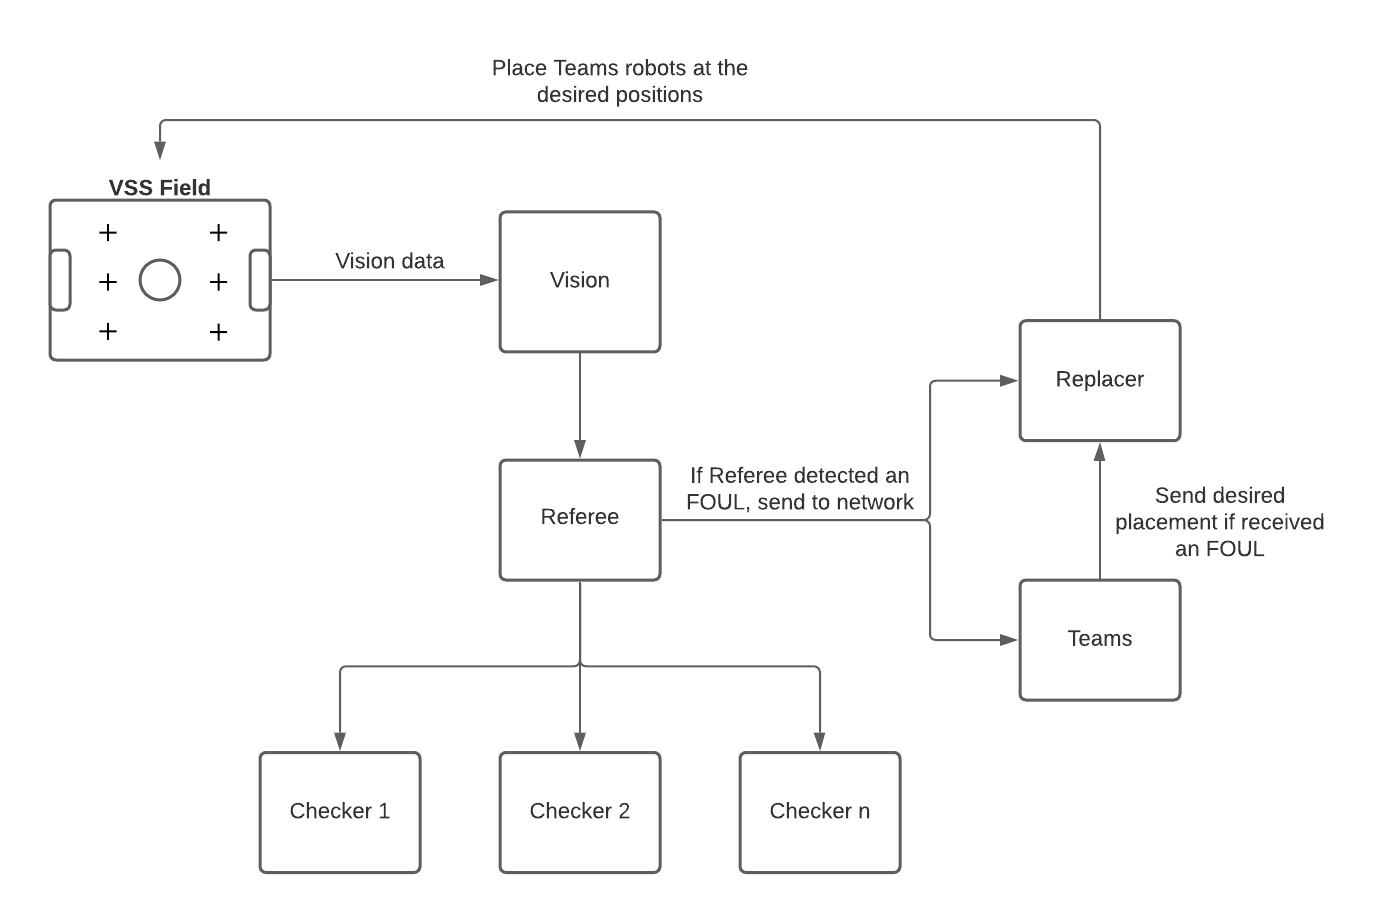 Place Teams robots at the
desired positions
VSS Field
Vision data
Vision
Replacer
If Referee detected an
FOUL, send to network
Referee
Send desired
placement if received
an FOUL
Teams
Checker 1
Checker 2
Checker n